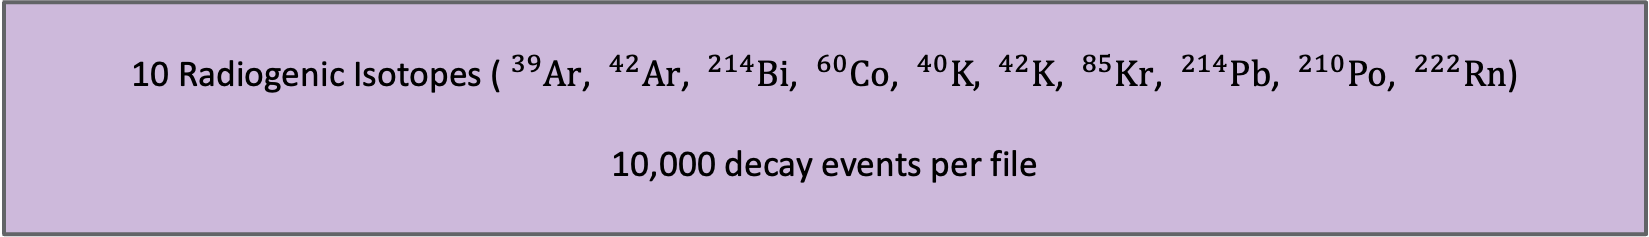 10 Radiogenic Isotopes ( ³⁹Ar, ⁴²Ar, ²¹⁴Bi, ⁶⁰Co, ⁴⁰K, ⁴²K, ⁸⁵Kr, ²¹⁴Pb, ²¹⁰Po, ²²²Rn)
10,000 decay events per file